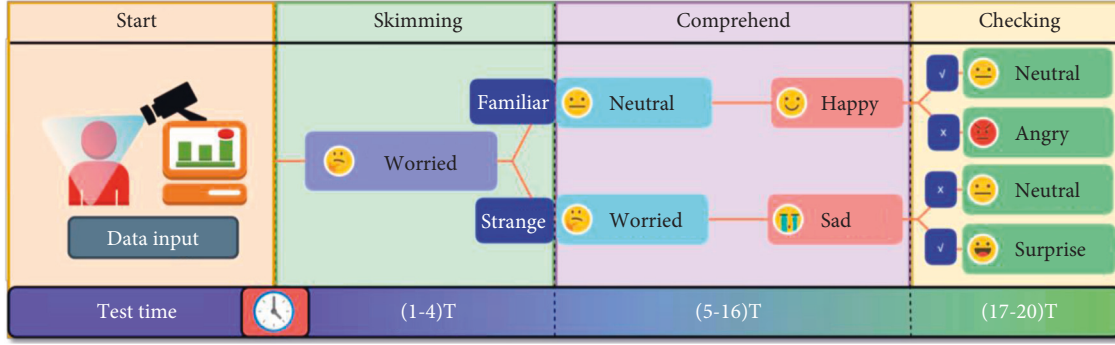 Start
Skimming
Comprehend
Checking
Data input
Worried
Familiar
Strange
Neutral
Happy
Worried
Sad
√
Neutral
x
Angry
x
Neutral
√
Surprise
Test time
(1-4)T
(5-16)T
(17-20)T